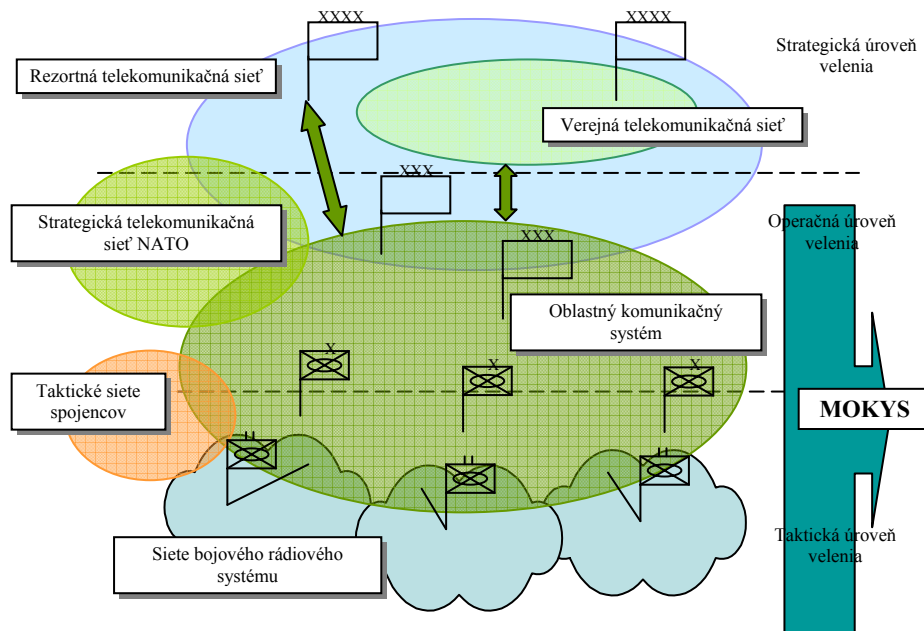 XXXX
XXXX
Strategická úroveň
velenia
Rezortná telekomunikačná sieť
Verejná telekomunikačná sieť
XXX
Strategická telekomunikačná
sieť NATO
Operačná úroveň
velenia
XXX
Oblastný komunikačný
systém
X
X
X
Taktické siete
spojencov
MOKYS
II
II
II
Siete bojového rádiového
systému
Taktická úroveň
velenia